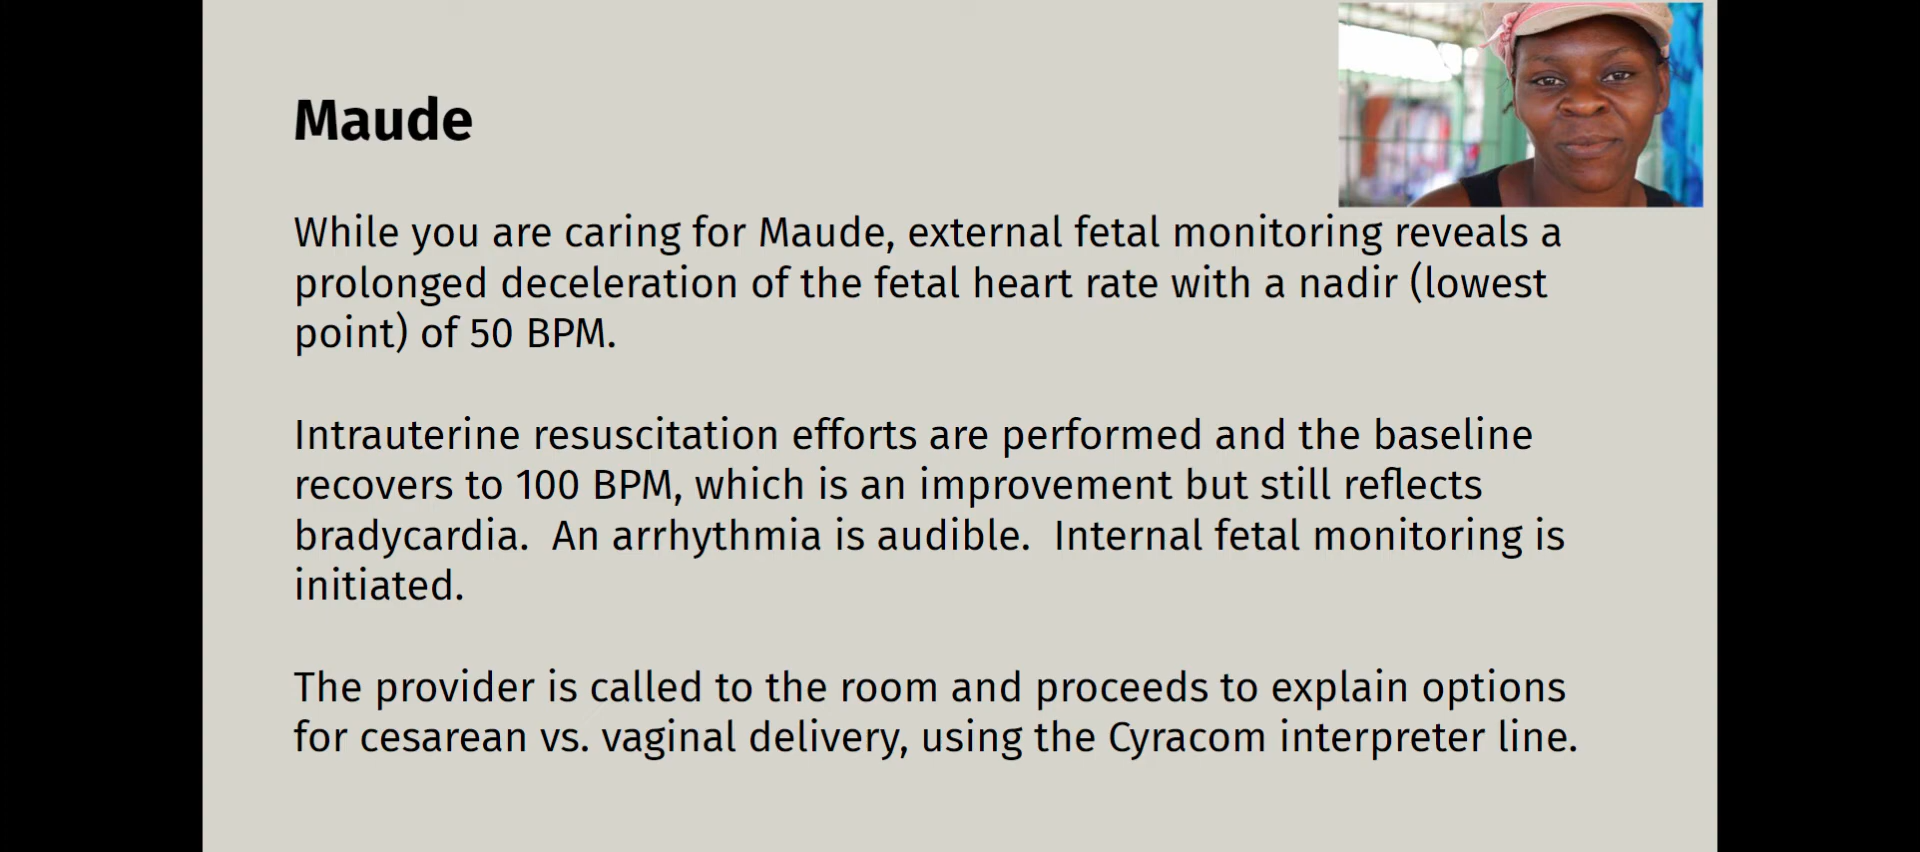 Maude
While you are caring for Maude, external fetal monitoring reveals a
prolonged deceleration of the fetal heart rate with a nadir (lowest
point) of 50 BPM.
Intrauterine resuscitation efforts are performed and the baseline
recovers to 100 BPM, which is an improvement but still reflects
bradycardia.  An arrhythmia is audible.  Internal fetal monitoring is
initiated.
The provider is called to the room and proceeds to explain options
for cesarean vs. vaginal delivery, using the Cyracom interpreter line.